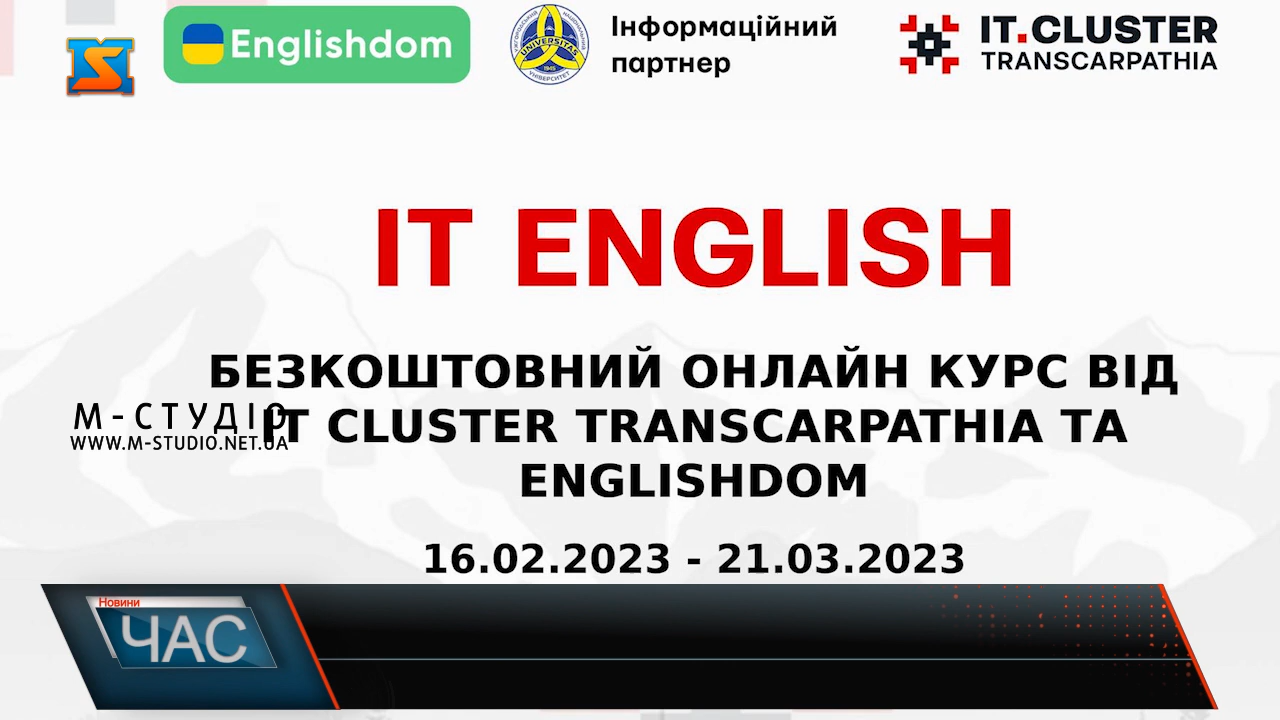 Englishdom
Інформаційний
партнер
IT.CLUSTER
TRANSCARPATHIA
IT ENGLISH
БЕЗКОШТОВНИЙ ОНЛАЙН КУРС ВІД
IT CLUSTER TRANSCARPATHIA ТА
ENGLISHDOM
М-СТУДІО
WWW.M-STUDIO.NET.UA
16.02.2023 - 21.03.2023
Новини
ЧАС